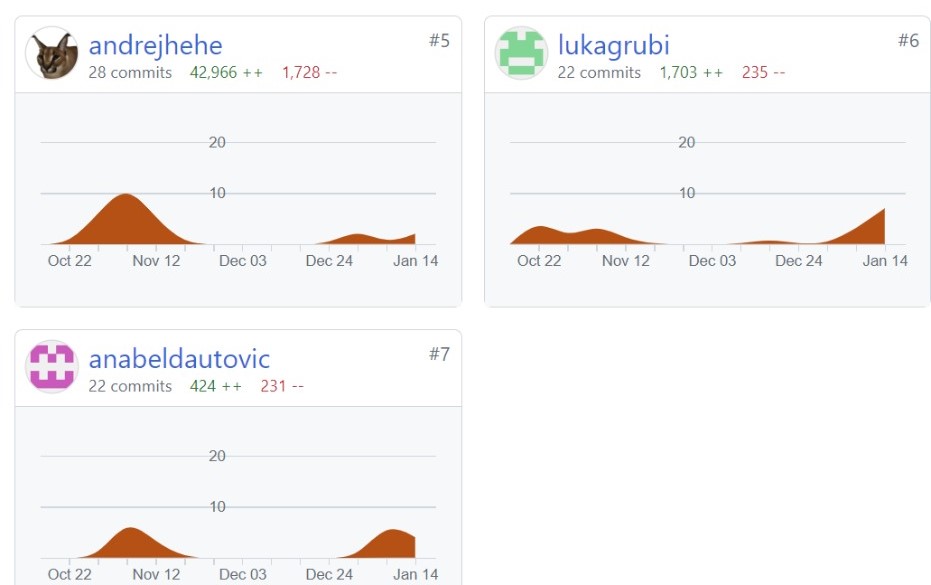 andrejhehe #5
28 commits 42,966 ++ 1,728 --
20
10
Oct 22 Nov 12 Dec 03 Dec 24 Jan 14
lukagrubi #6
22 commits 1,703 ++ 235 --
20
10
Oct 22 Nov 12 Dec 03 Dec 24 Jan 14
anabeldautovic #7
22 commits 424 ++ 231 --
20
10
Oct 22 Nov 12 Dec 03 Dec 24 Jan 14